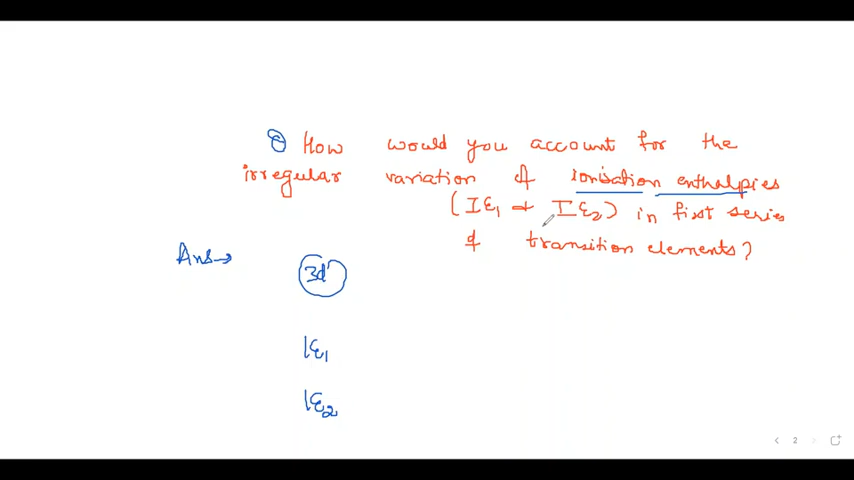 Q How would you account for the
irregular variation of ionisation enthalpies
(IE1 & IE2) in first series
of transition elements?
Ans→
3d
IE1
IE2
2